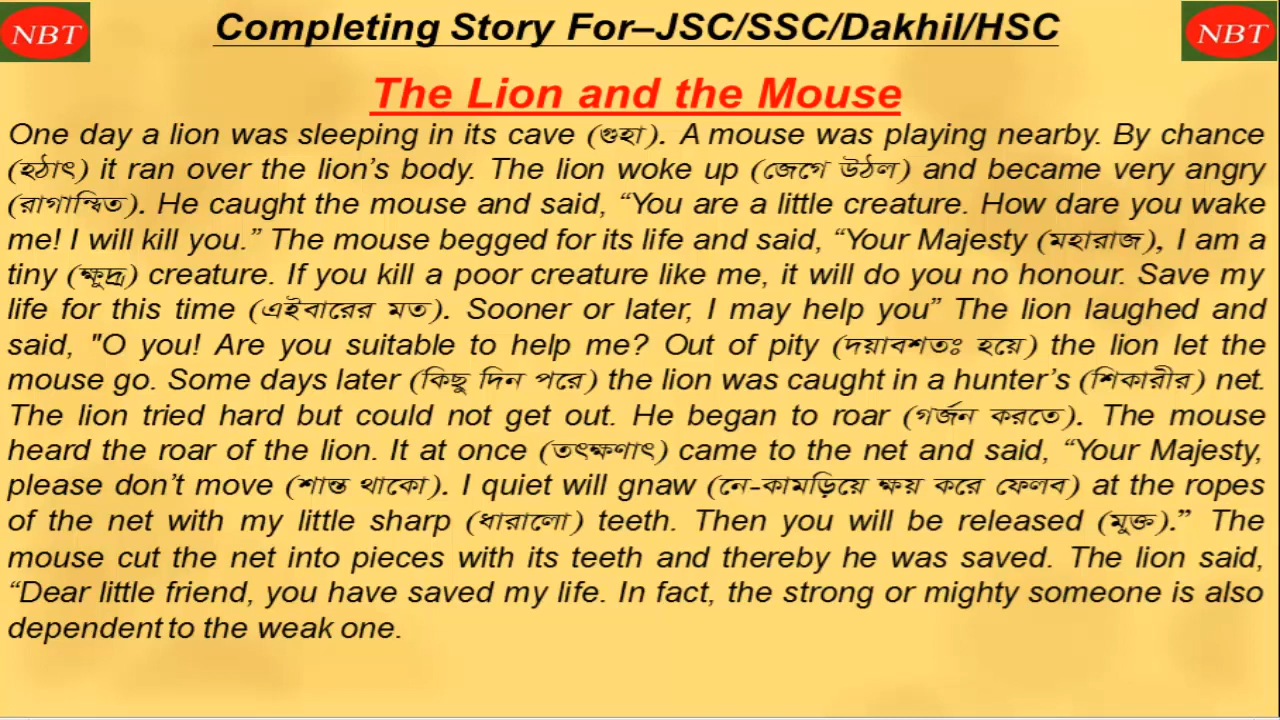 NBT
Completing Story For–JSC/SSC/Dakhil/HSC
NBT
The Lion and the Mouse
One day a lion was sleeping in its cave (গুহা). A mouse was playing nearby. By chance
(হঠাৎ) it ran over the lion’s body. The lion woke up (জেগে উঠল) and became very angry
(রাগান্বিত). He caught the mouse and said, “You are a little creature. How dare you wake
me! I will kill you.” The mouse begged for its life and said, “Your Majesty (মহারাজ), I am a
tiny (ক্ষুদ্র) creature. If you kill a poor creature like me, it will do you no honour. Save my
life for this time (এইবারের মত). Sooner or later, I may help you” The lion laughed and
said, "O you! Are you suitable to help me? Out of pity (দয়াবশতঃ হয়ে) the lion let the
mouse go. Some days later (কিছু দিন পরে) the lion was caught in a hunter’s (শিকারীর) net.
The lion tried hard but could not get out. He began to roar (গর্জন করতে). The mouse
heard the roar of the lion. It at once (তৎক্ষণাৎ) came to the net and said, “Your Majesty,
please don’t move (শান্ত থাকো). I quiet will gnaw (নে-কামড়িয়ে ক্ষয় করে ফেলব) at the ropes
of the net with my little sharp (ধারালো) teeth. Then you will be released (মুক্ত).” The
mouse cut the net into pieces with its teeth and thereby he was saved. The lion said,
“Dear little friend, you have saved my life. In fact, the strong or mighty someone is also
dependent to the weak one.